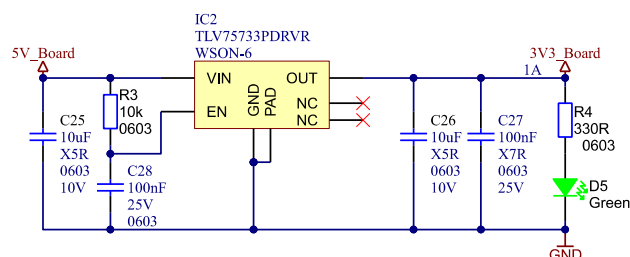 IC2
TLV75733PDRVR
WSON-6
5V_Board
3V3_Board
VIN
OUT
1A
EN
GND
PAD
NC
NC
R3
10k
0603
C25
10uF
X5R
0603
10V
C28
100nF
25V
0603
C26
10uF
X5R
0603
10V
C27
100nF
X7R
0603
25V
R4
330R
0603
D5
Green
GND